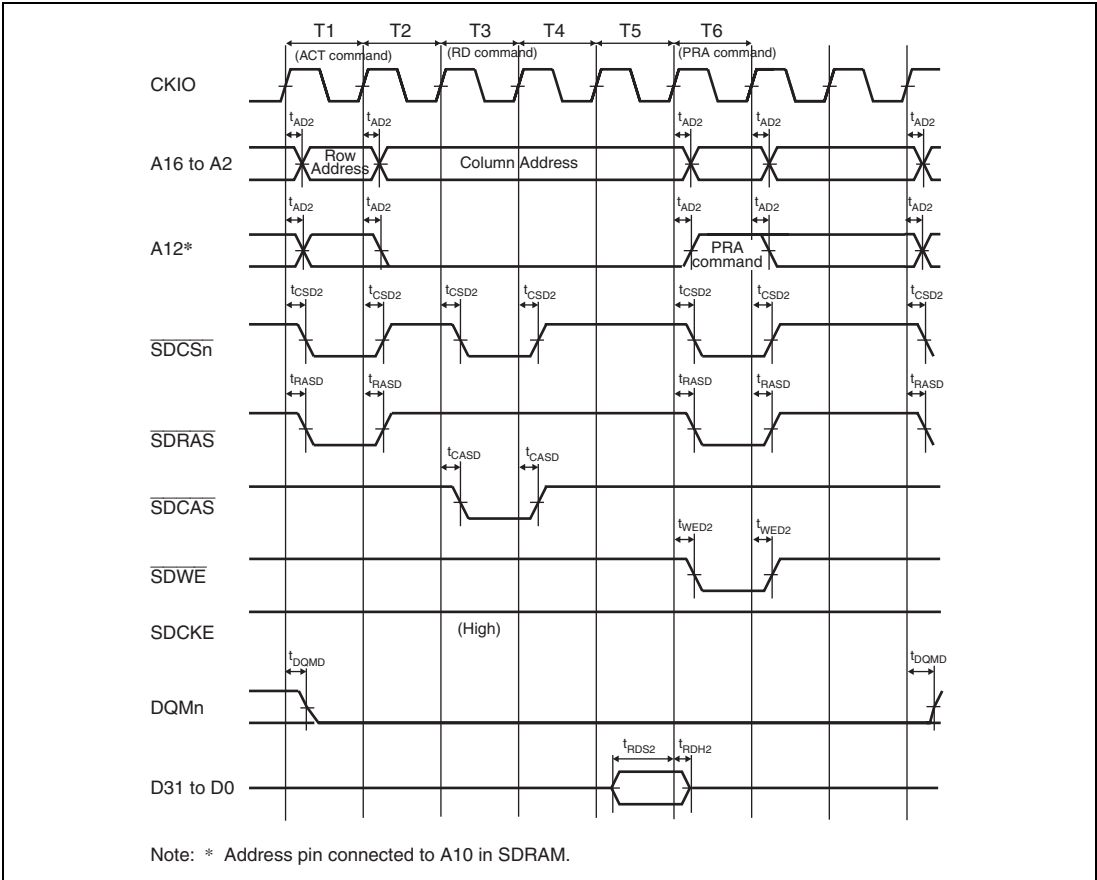 T1 T2 T3 T4 T5 T6
(ACT command) (RD command) (PRA command)
CKIO
tAD2 tAD2 tAD2 tAD2 tAD2
A16 to A2 Row Address Column Address
tAD2 tAD2 tAD2 tAD2 tAD2
A12* PRA command
tCSD2 tCSD2 tCSD2 tCSD2 tCSD2 tCSD2 tCSD2
SDCSn
tRASD tRASD tRASD tRASD tRASD
SDRAS
tCASD tCASD
SDCAS
tWED2 tWED2
SDWE
SDCKE (High)
tDQMD tDQMD
DQMn
tRDS2 tRDH2
D31 to D0
Note: * Address pin connected to A10 in SDRAM.